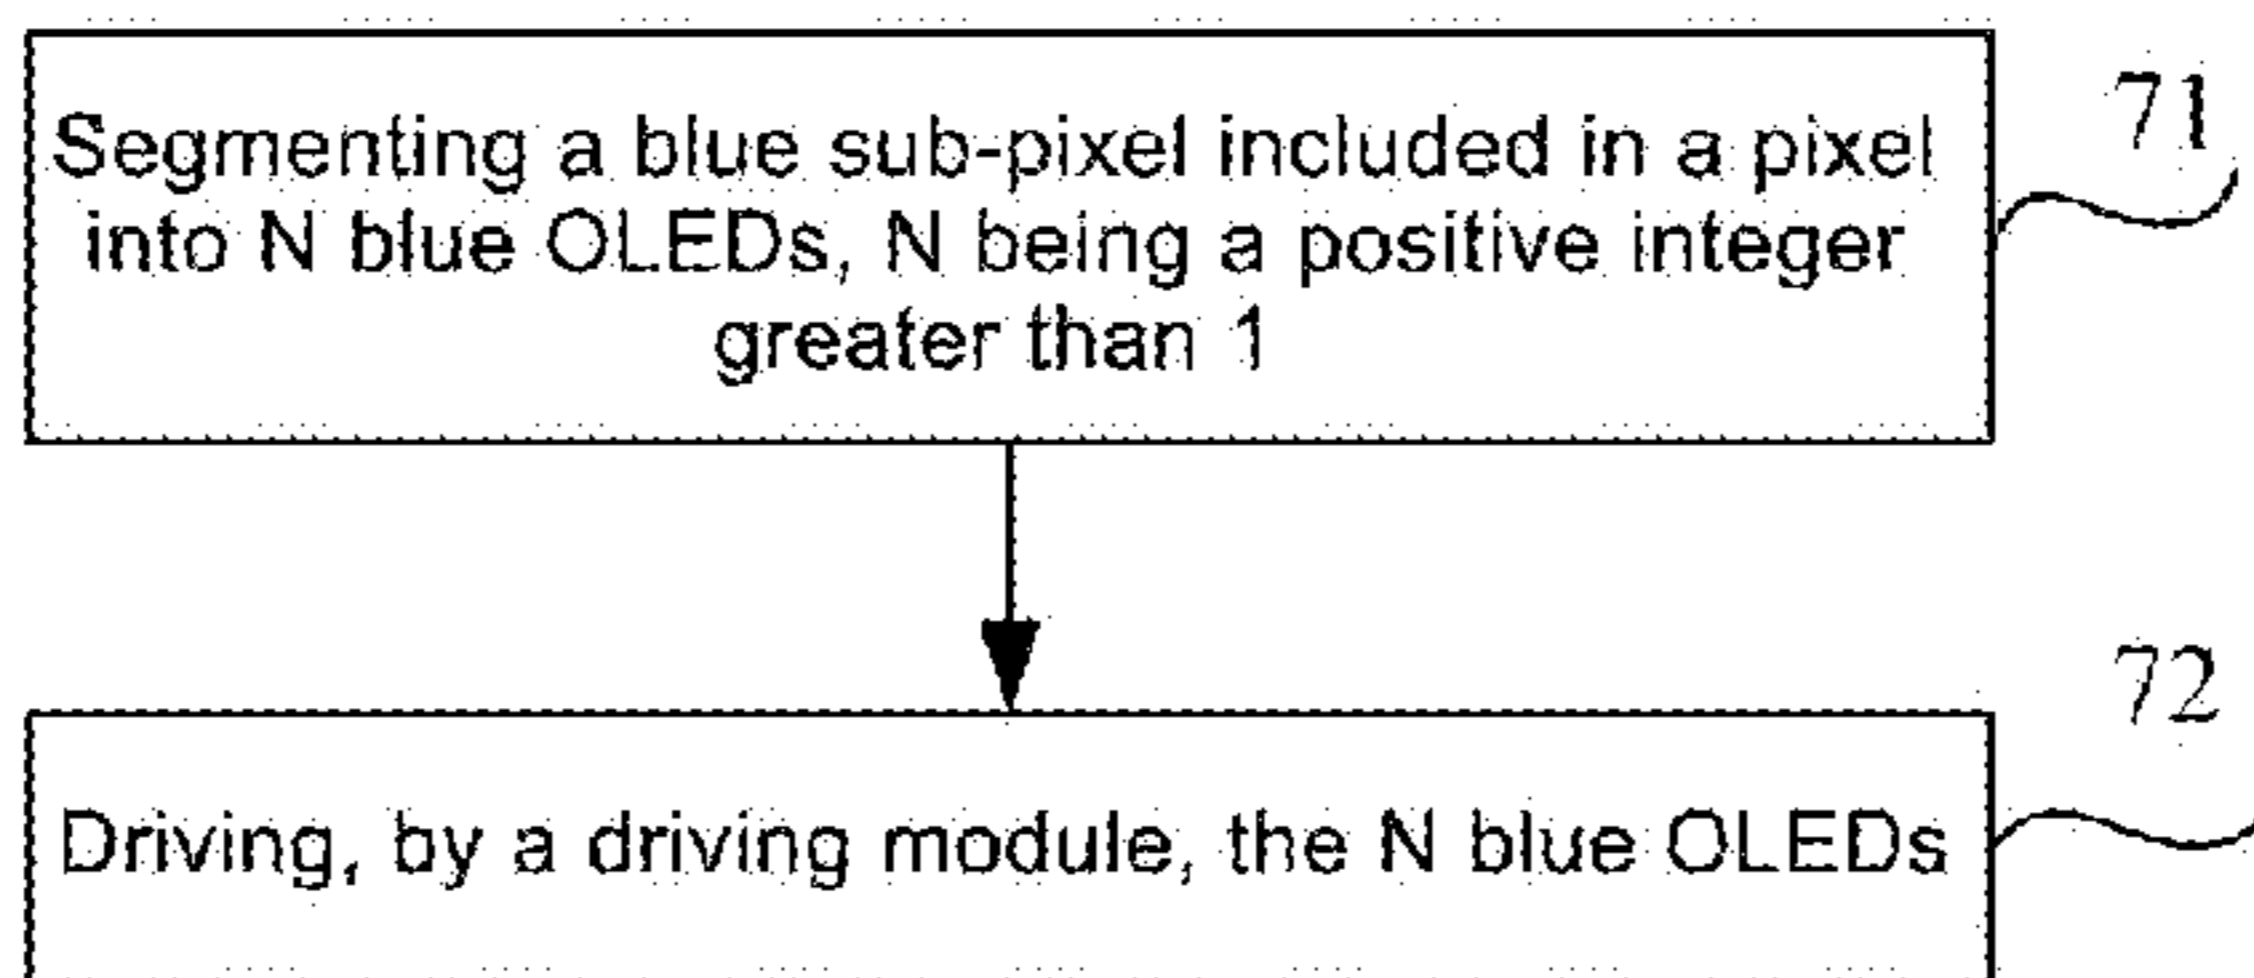 71
Segmenting a blue sub-pixel included in a pixel
into N blue OLEDs, N being a positive integer
greater than 1
72
Driving, by a driving module, the N blue OLEDs